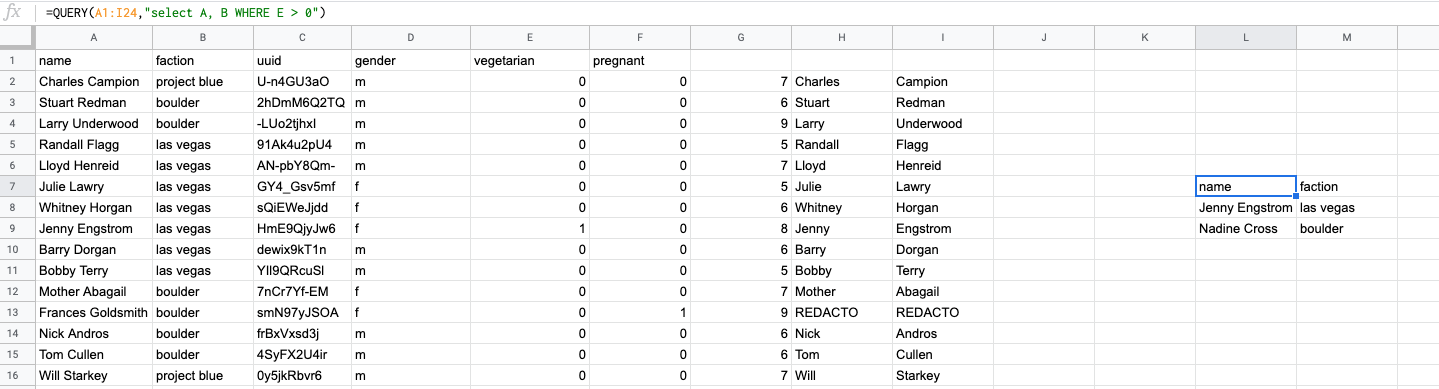 fx =QUERY(A1:I24,"select A, B WHERE E > 0")
A B C D E F G H I J K L M
1 name faction uuid gender vegetarian pregnant
2 Charles Campion project blue U-n4GU3aO m 0 0 7 Charles Campion
3 Stuart Redman boulder 2hDmM6Q2TQ m 0 0 6 Stuart Redman
4 Larry Underwood boulder -LUo2tjhxI m 0 0 9 Larry Underwood
5 Randall Flagg las vegas 91Ak4u2pU4 m 0 0 5 Randall Flagg
6 Lloyd Henreid las vegas AN-pbY8Qm- m 0 0 7 Lloyd Henreid
7 Julie Lawry las vegas GY4_Gsv5mf f 0 0 5 Julie Lawry name faction
8 Whitney Horgan las vegas sQiEWeJjdd f 0 0 6 Whitney Horgan Jenny Engstrom las vegas
9 Jenny Engstrom las vegas HmE9QjyJw6 f 1 0 8 Jenny Engstrom Nadine Cross boulder
10 Barry Dorgan las vegas dewix9kT1n m 0 0 6 Barry Dorgan
11 Bobby Terry las vegas YIl9QRcuSl m 0 0 5 Bobby Terry
12 Mother Abagail boulder 7nCr7Yf-EM f 0 0 7 Mother Abagail
13 Frances Goldsmith boulder smN97yJSOA f 0 1 9 REDACTO REDACTO
14 Nick Andros boulder frBxVxsd3j m 0 0 6 Nick Andros
15 Tom Cullen boulder 4SyFX2U4ir m 0 0 6 Tom Cullen
16 Will Starkey project blue 0y5jkRbvr6 m 0 0 7 Will Starkey